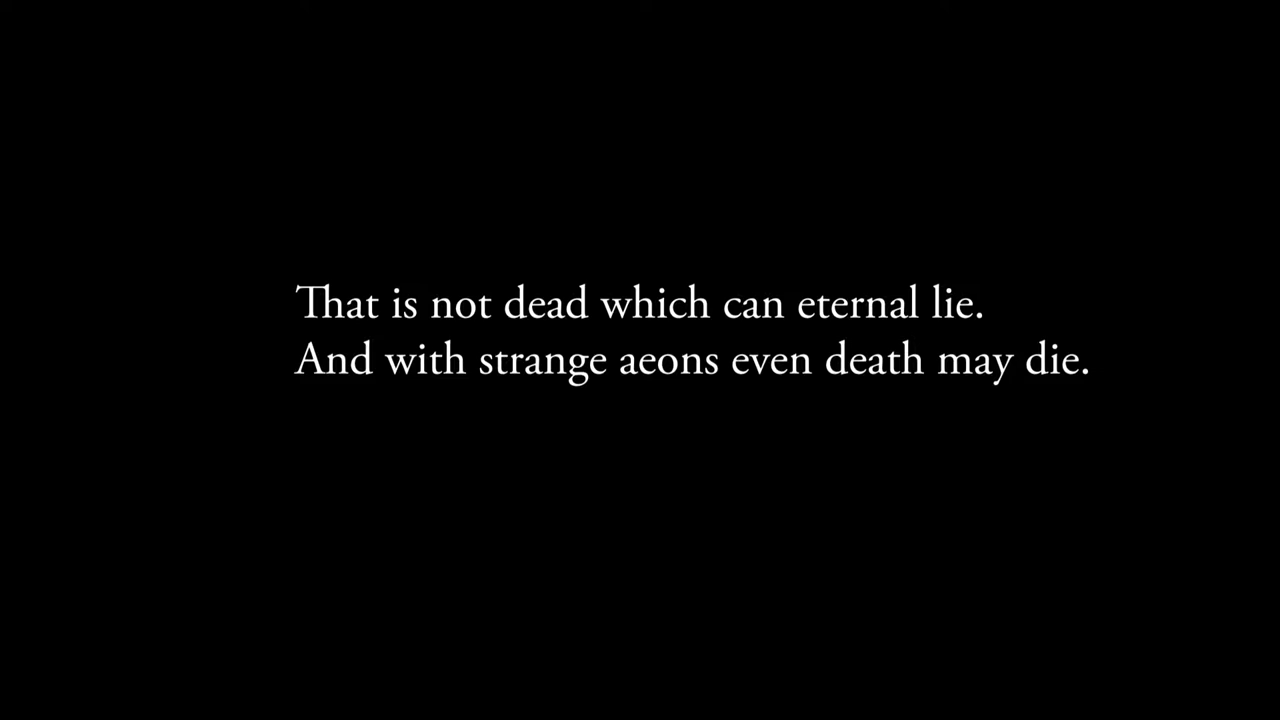 That is not dead which can eternal lie.
And with strange aeons even death may die.